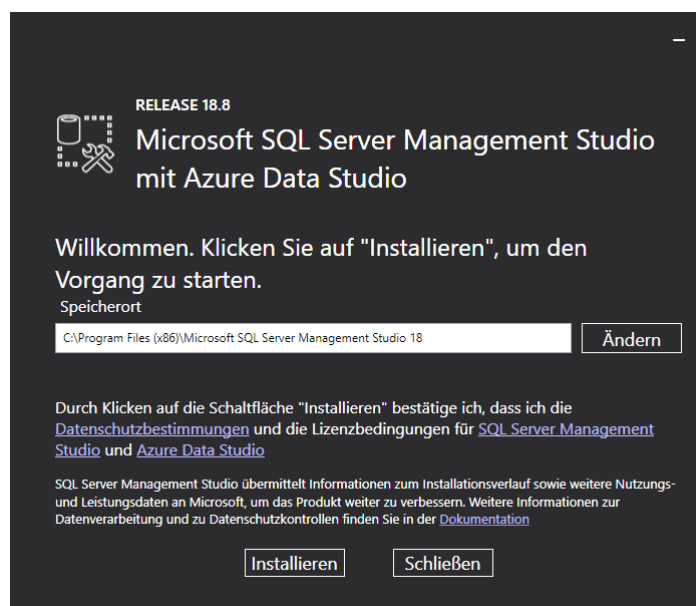 RELEASE 18.8
Microsoft SQL Server Management Studio
mit Azure Data Studio
Willkommen. Klicken Sie auf "Installieren", um den
Vorgang zu starten.
Speicherort
C:\Program Files (x86)\Microsoft SQL Server Management Studio 18
Ändern
Durch Klicken auf die Schaltfläche "Installieren" bestätige ich, dass ich die
Datenschutzbestimmungen und die Lizenzbedingungen für SQL Server Management
Studio und Azure Data Studio
SQL Server Management Studio übermittelt Informationen zum Installationsverlauf sowie weitere Nutzungs-
und Leistungsdaten an Microsoft, um das Produkt weiter zu verbessern. Weitere Informationen zur
Datenverarbeitung und zu Datenschutzkontrollen finden Sie in der Dokumentation
Installieren
Schließen